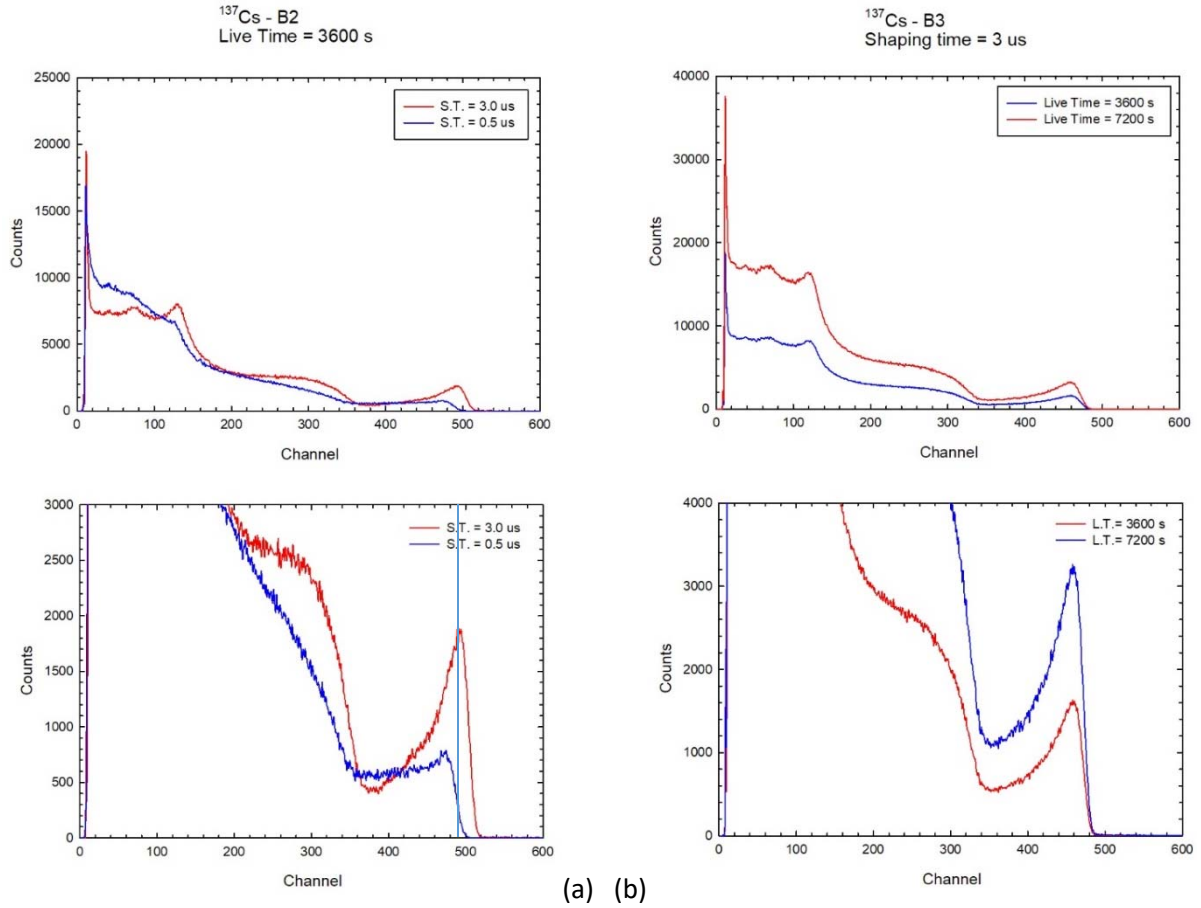 ¹³⁷Cs - B2
Live Time = 3600 s
25000
20000
15000
10000
5000
0
Counts
S.T. = 3.0 us
S.T. = 0.5 us
0 100 200 300 400 500 600
Channel
¹³⁷Cs - B3
Shaping time = 3 us
40000
30000
20000
10000
0
Counts
Live Time = 3600 s
Live Time = 7200 s
0 100 200 300 400 500 600
Channel
3000
2500
2000
1500
1000
500
0
Counts
S.T. = 3.0 us
S.T. = 0.5 us
0 100 200 300 400 500 600
Channel
4000
3000
2000
1000
0
Counts
L.T.= 3600 s
L.T.= 7200 s
0 100 200 300 400 500 600
Channel
(a) (b)